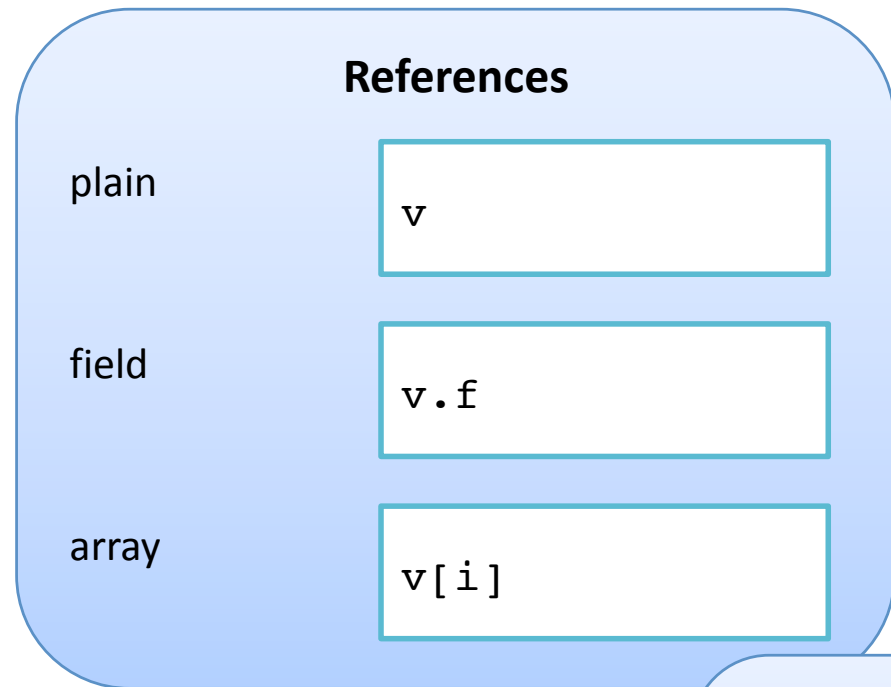 References
plain
v
field
v.f
array
v[i]